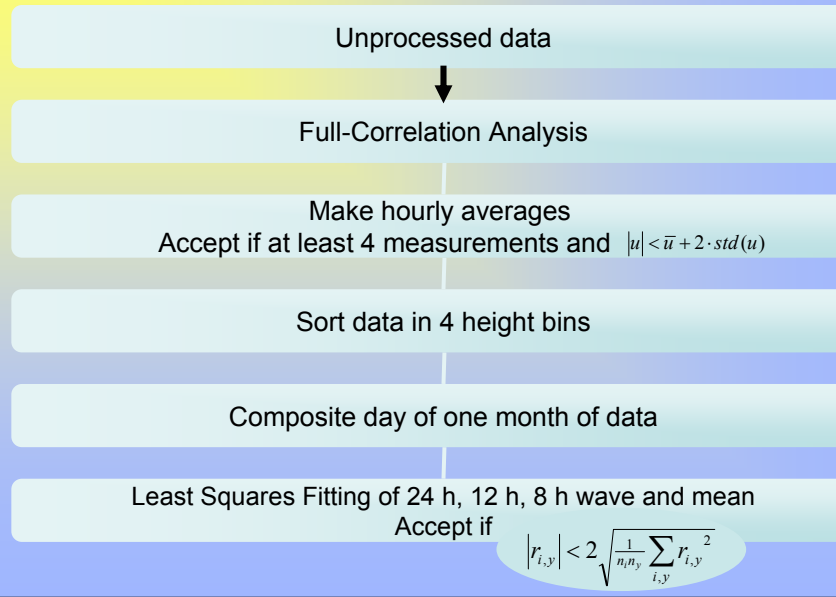 Unprocessed data
Full-Correlation Analysis
Make hourly averages
Accept if at least 4 measurements and |u| < u̅ + 2 · std(u)
Sort data in 4 height bins
Composite day of one month of data
Least Squares Fitting of 24 h, 12 h, 8 h wave and mean
Accept if
|r_{i,y}| < 2 √(1/(n_i n_y) ∑_{i,y} r_{i,y}²)